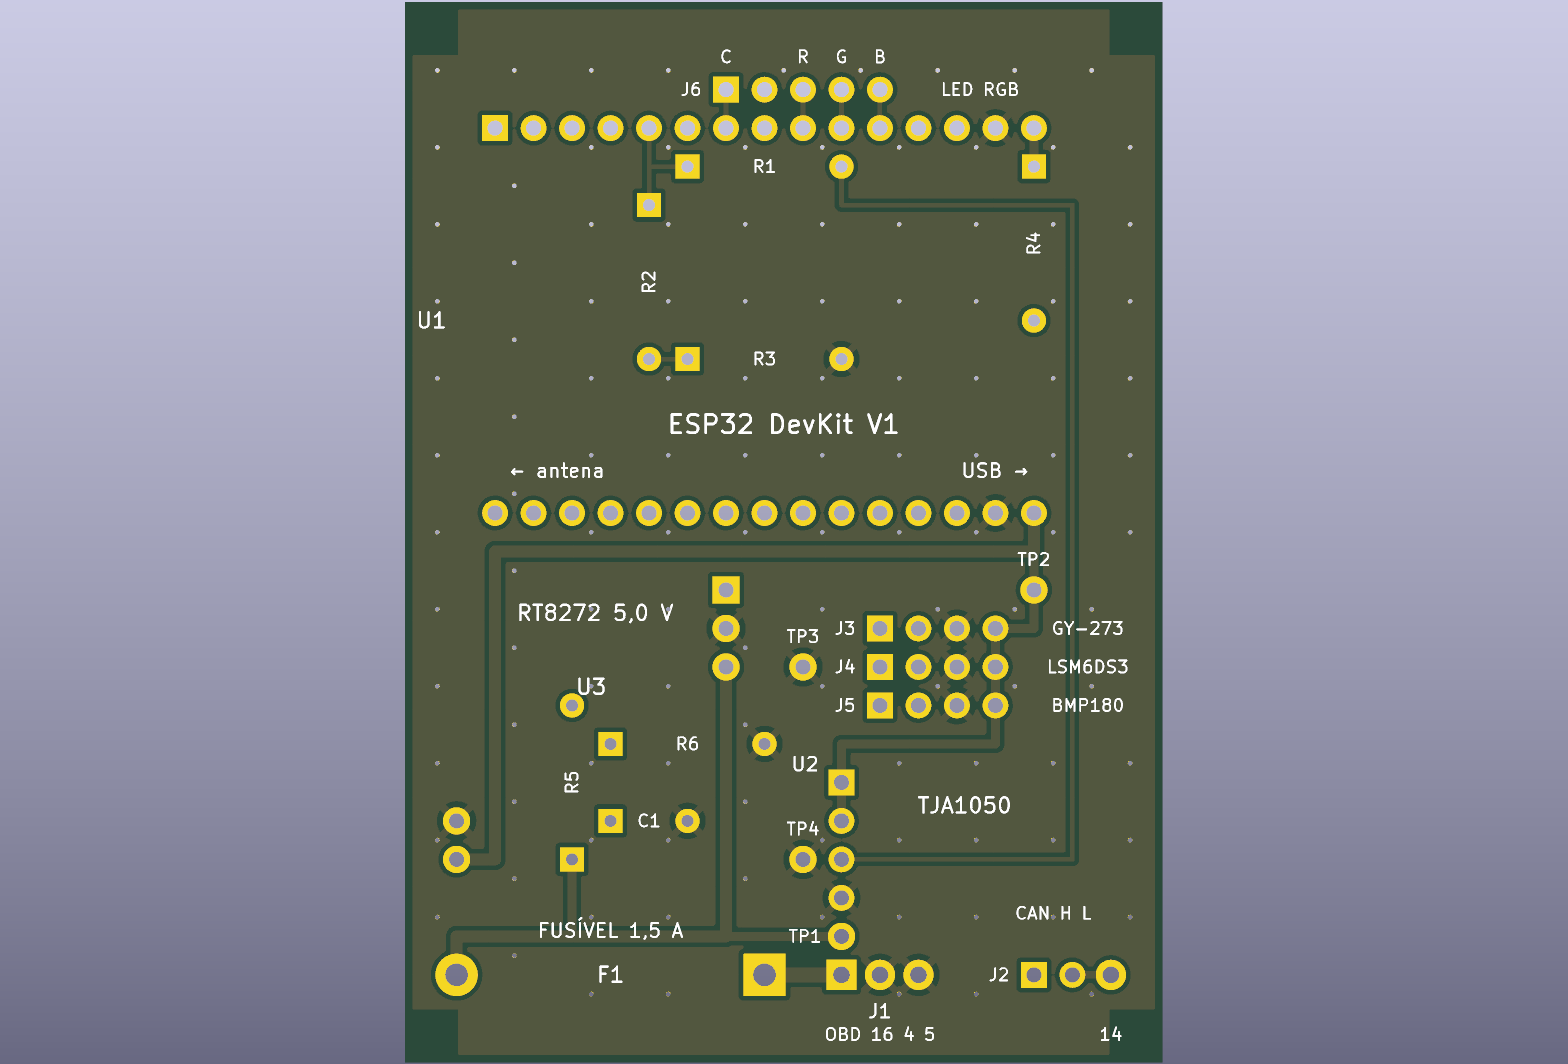 C R G B
J6 LED RGB
R1
R4
R2
U1
R3
ESP32 DevKit V1
← antena USB →
TP2
RT8272 5,0 V
J3 GY-273
TP3
J4 LSM6DS3
U3
J5 BMP180
R6
U2
R5
TJA1050
C1
TP4
CAN H L
FUSÍVEL 1,5 A
TP1
F1
J2
J1
OBD 16 4 5 14